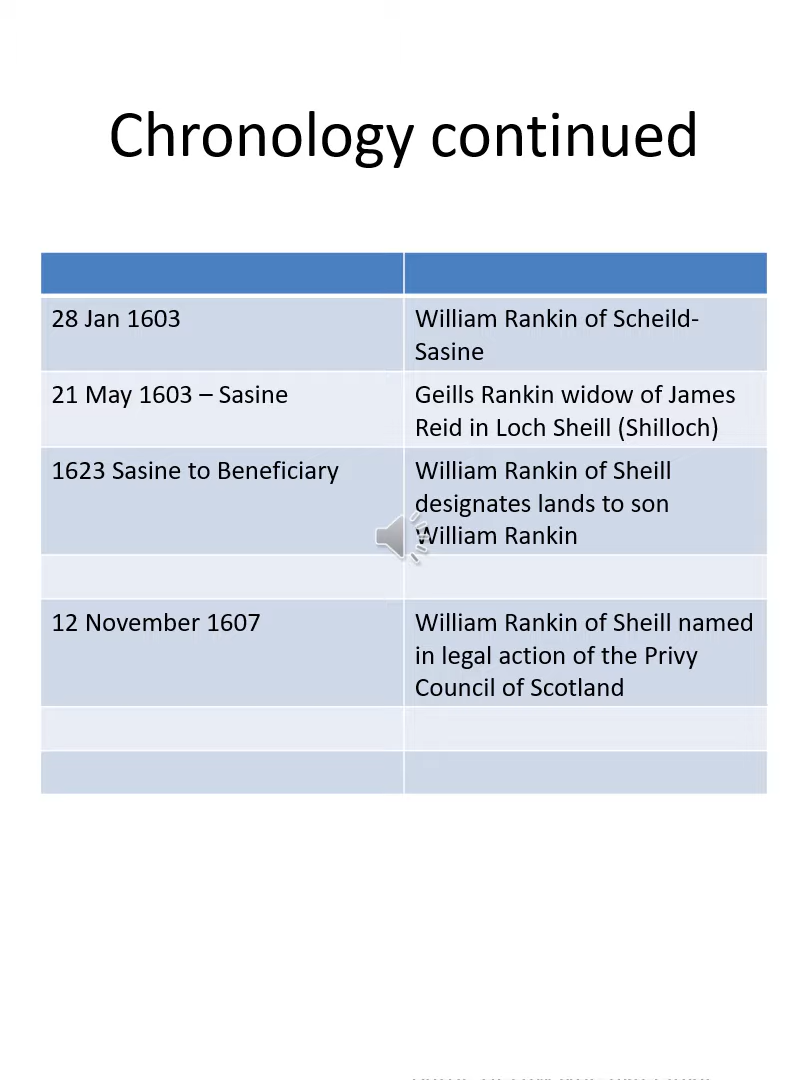 Chronology continued
28 Jan 1603
William Rankin of Scheild-
Sasine
21 May 1603 – Sasine
Geills Rankin widow of James
Reid in Loch Sheill (Shilloch)
1623 Sasine to Beneficiary
William Rankin of Sheill
designates lands to son
William Rankin
12 November 1607
William Rankin of Sheill named
in legal action of the Privy
Council of Scotland